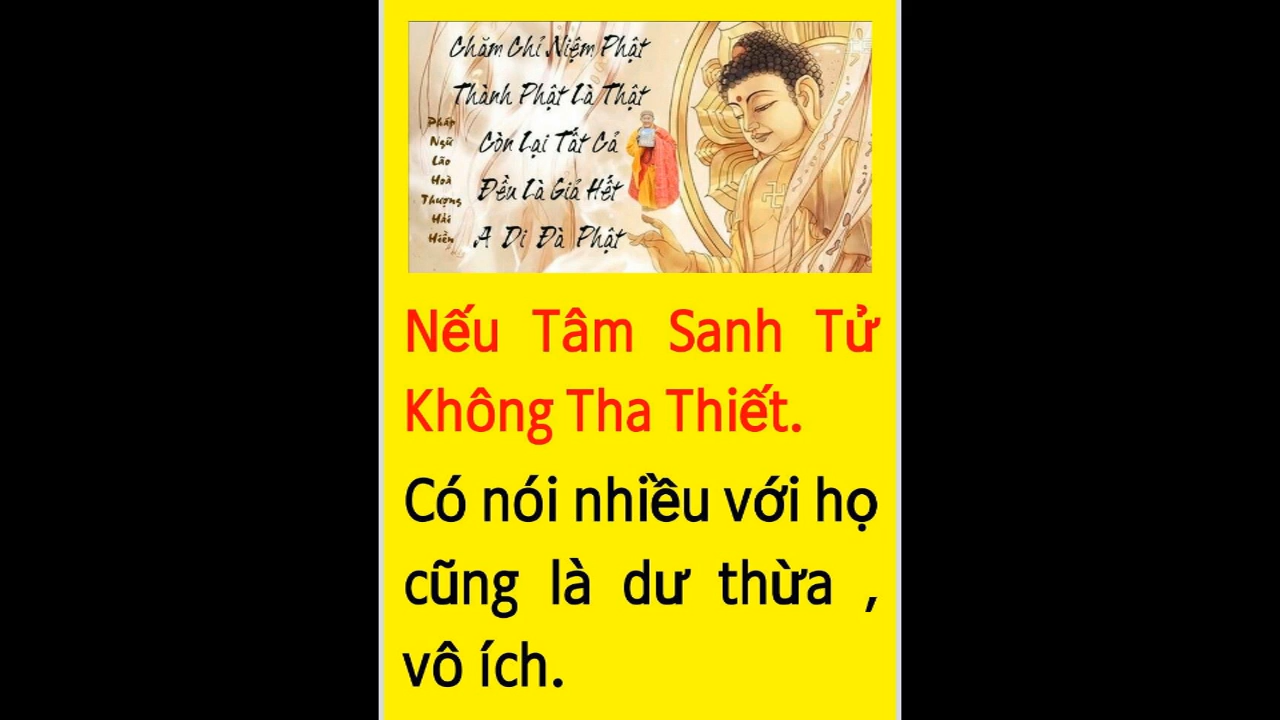 Chăm Chỉ Niệm Phật
Thành Phật Là Thật
Còn Lại Tất Cả
Đều Là Giả Hết
A Di Đà Phật
Pháp
Ngữ
Lão
Hoà
Thượng
Hải
Hiền
Nếu Tâm Sanh Tử
Không Tha Thiết.
Có nói nhiều với họ
cũng là dư thừa ,
vô ích.